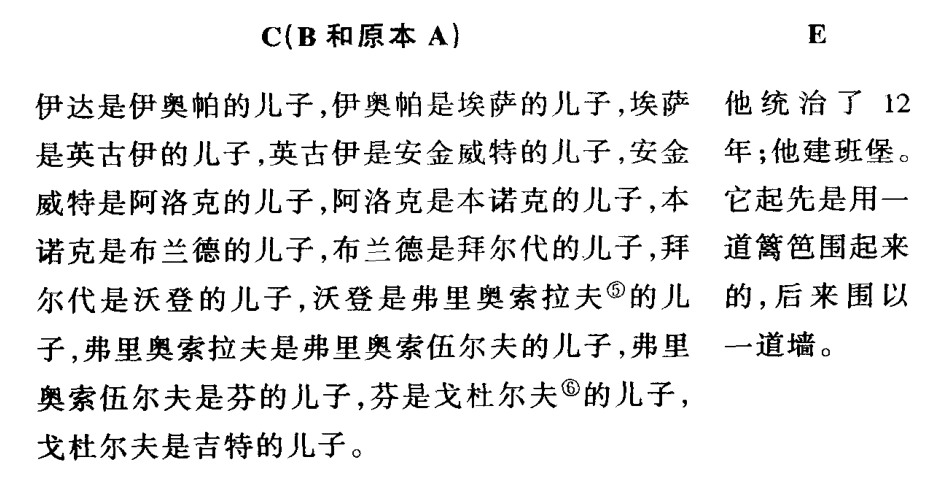 C(B 和原本 A)
伊达是伊奥帕的儿子,伊奥帕是埃萨的儿子,埃萨
是英古伊的儿子,英古伊是安金威特的儿子,安金
威特是阿洛克的儿子,阿洛克是本诺克的儿子,本
诺克是布兰德的儿子,布兰德是拜尔代的儿子,拜
尔代是沃登的儿子,沃登是弗里奥索拉夫⑤的儿
子,弗里奥索拉夫是弗里奥索伍尔夫的儿子,弗里
奥索伍尔夫是芬的儿子,芬是戈杜尔夫⑥的儿子,
戈杜尔夫是吉特的儿子。
E
他统治了 12
年;他建班堡。
它起先是用一
道篱笆围起来
的,后来围以
一道墙。